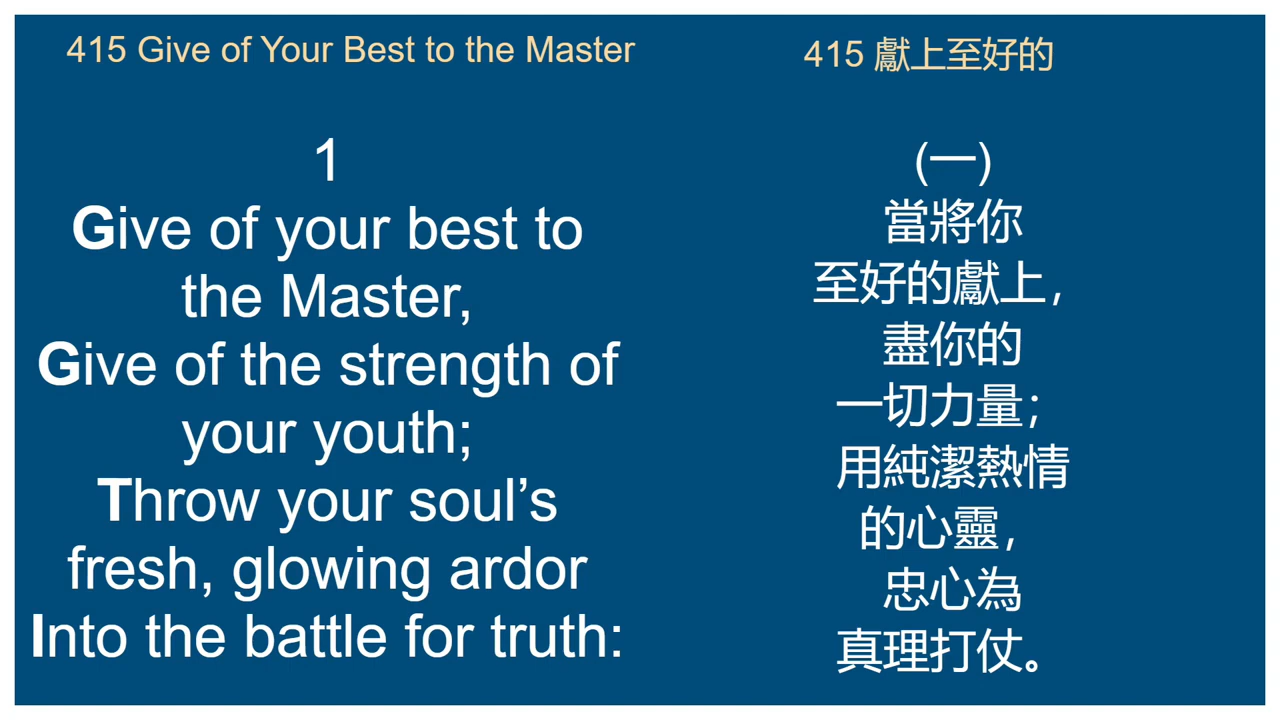 415 Give of Your Best to the Master
1
Give of your best to
the Master,
Give of the strength of
your youth;
Throw your soul’s
fresh, glowing ardor
Into the battle for truth:
415 獻上至好的
(一)
當將你
至好的獻上，
盡你的
一切力量；
用純潔熱情
的心靈，
忠心為
真理打仗。